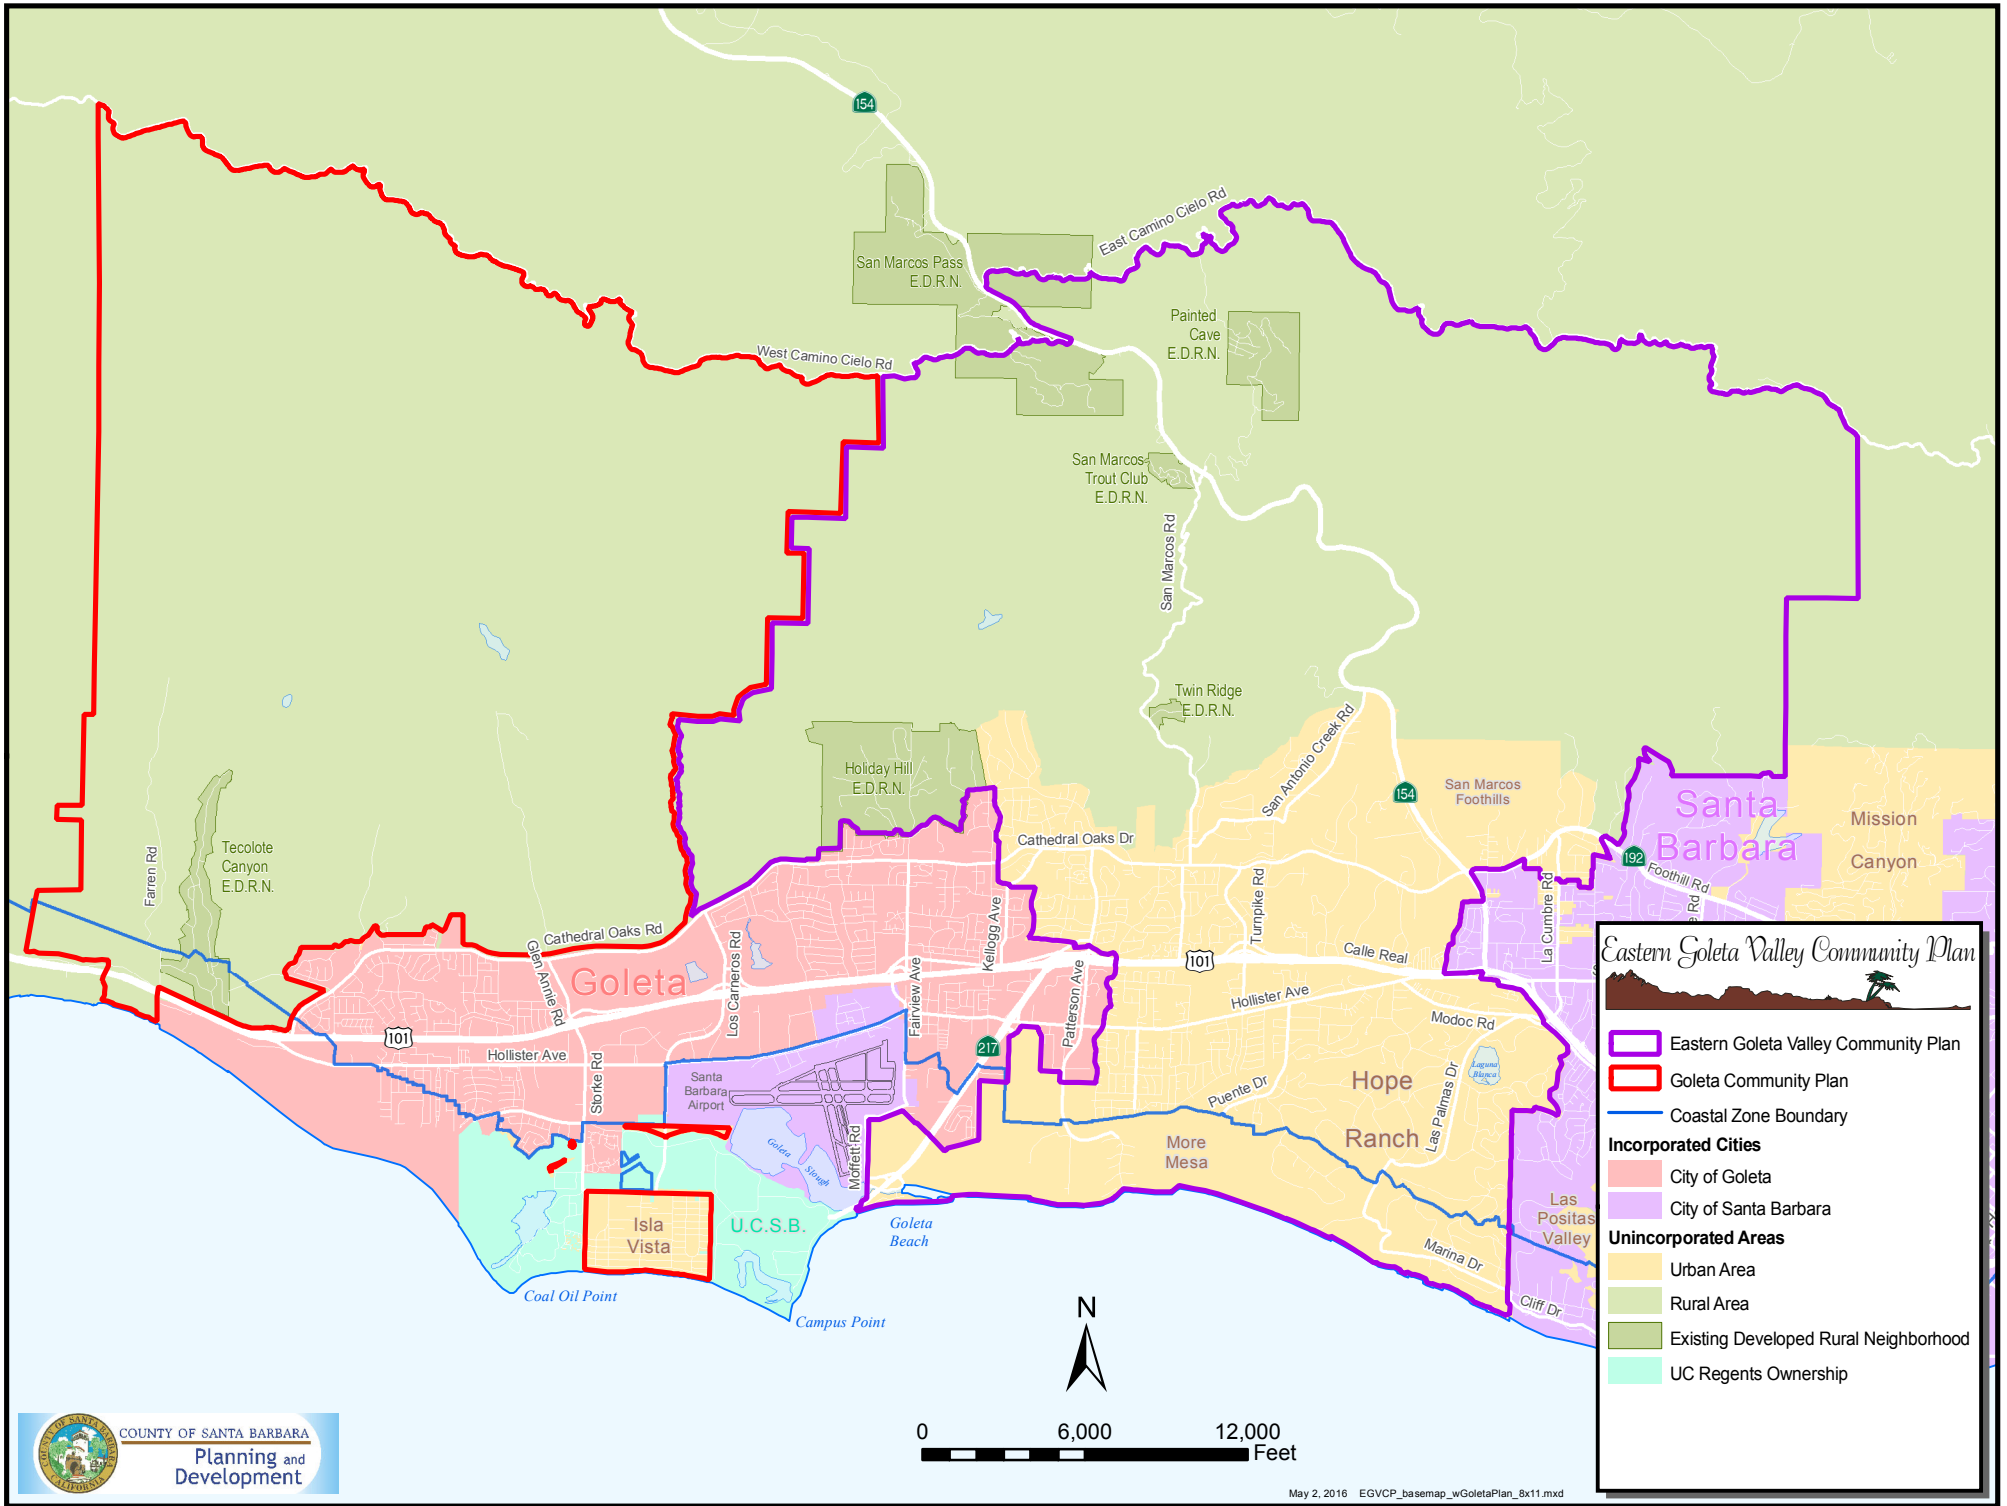 154
East Camino Cielo Rd
San Marcos Pass
E.D.R.N.
Painted
Cave
E.D.R.N.
West Camino Cielo Rd
San Marcos
Trout Club
E.D.R.N.
San Marcos Rd
Twin Ridge
E.D.R.N.
San Antonio Creek Rd
Holiday Hill
E.D.R.N.
154
San Marcos
Foothills
Santa
Barbara
Mission
Canyon
Cathedral Oaks Dr
192
Foothill Rd
Tecolote
Canyon
E.D.R.N.
Farren Rd
Turnpike Rd
La Cumbre Rd
e Rd
Cathedral Oaks Rd
Glen Annie Rd
Goleta
Los Carneros Rd
Kellogg Ave
Fairview Ave
Patterson Ave
101
Calle Real
Hollister Ave
Modoc Rd
101
Hollister Ave
Storke Rd
217
Santa
Barbara
Airport
Laguna
Blanca
Puente Dr
Hope
Ranch
Las Palmas Dr
More
Mesa
Moffett Rd
Goleta
Slough
Isla
Vista
U.C.S.B.
Goleta
Beach
Las
Positas
Valley
Marina Dr
Cliff Dr
Coal Oil Point
Campus Point
N
0 6,000 12,000
Feet
Eastern Goleta Valley Community Plan
Eastern Goleta Valley Community Plan
Goleta Community Plan
Coastal Zone Boundary
Incorporated Cities
City of Goleta
City of Santa Barbara
Unincorporated Areas
Urban Area
Rural Area
Existing Developed Rural Neighborhood
UC Regents Ownership
COUNTY OF SANTA BARBARA
CALIFORNIA
COUNTY OF SANTA BARBARA
Planning and
Development
May 2, 2016 EGVCP_basemap_wGoletaPlan_8x11.mxd